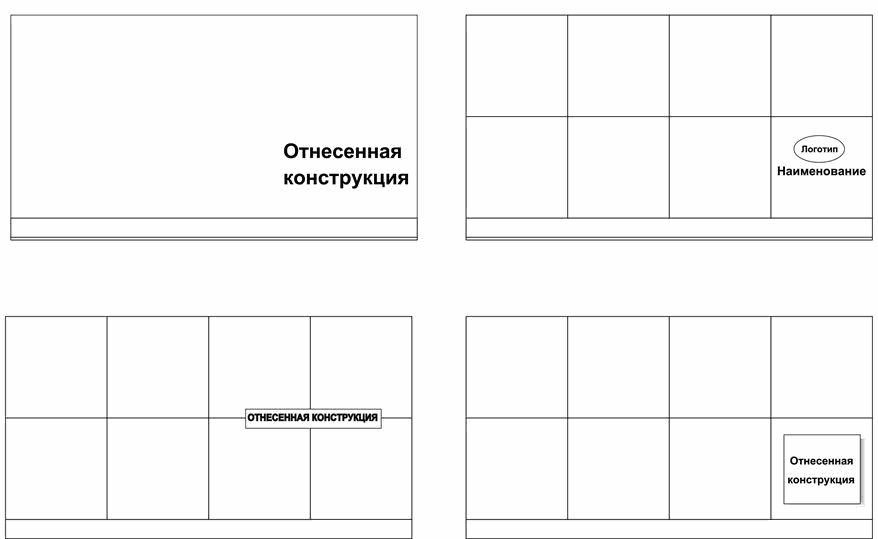 Отнесенная
конструкция
Логотип
Наименование
ОТНЕСЕННАЯ КОНСТРУКЦИЯ
Отнесенная
конструкция